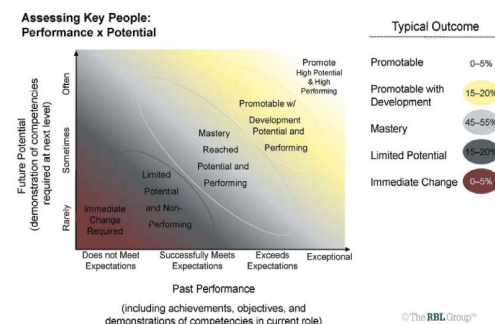 Assessing Key People:
Performance x Potential
Future Potential
(demonstration of competencies
required at next level)
Often
Sometimes
Rarely
Promote
High Potential
& High
Performing
Promotable w/
Development
Potential and
Performing
Mastery
Reached
Potential and
Performing
Limited
Potential
and Non-
Performing
Immediate
Change
Required
Does not Meet
Expectations
Successfully Meets
Expectations
Exceeds
Expectations
Exceptional
Past Performance
(including achievements, objectives, and
demonstrations of competencies in current role)
Typical Outcome
Promotable 0–5%
Promotable with
Development 15–20%
Mastery 45–55%
Limited Potential 15–20%
Immediate Change 0–5%
© The RBL Group™